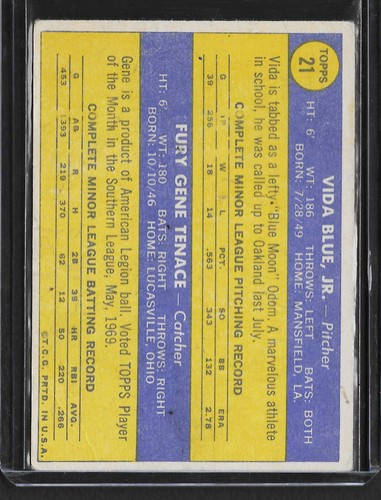 TOPPS
21
VIDA BLUE, JR. — Pitcher
HT: 6' WT: 186 THROWS: LEFT BATS: BOTH
BORN: 7/28/49 HOME: MANSFIELD, LA.
Vida is tabbed as a lefty "Blue Moon" Odom. A marvelous athlete
in school, he was called up to Oakland last July.
COMPLETE MINOR LEAGUE PITCHING RECORD
G IP W L PCT. SO BB ERA
39 256 18 14 .563 343 132 2.78
FURY GENE TENACE — Catcher
HT: 6' WT: 180 BATS: RIGHT THROWS: RIGHT
BORN: 10/10/46 HOME: LUCASVILLE, OHIO
Gene is a product of American Legion ball. Voted TOPPS Player
of the Month in the Southern League, May, 1969.
COMPLETE MINOR LEAGUE BATTING RECORD
G AB R H 2B 3B HR RBI AVG.
453 1393 219 370 62 12 50 220 .266
©T.C.G. PRTD. IN U.S.A.